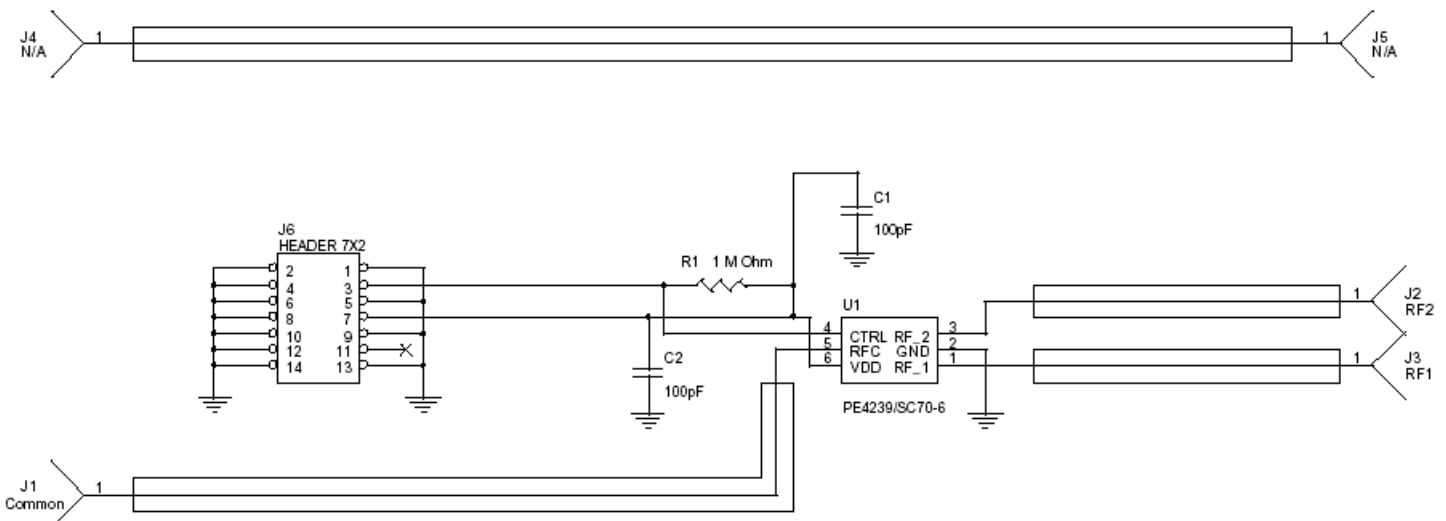 J4
N/A
1
1
J5
N/A
C1
100pF
J6
HEADER 7X2
R1 1 M Ohm
2 1
4 3
6 5
8 7
10 9
12 11
14 13
U1
4 CTRL RF_2 3
5 RFC GND 2
6 VDD RF_1 1
PE4239/SC70-6
C2
100pF
1
J2
RF2
1
J3
RF1
J1
Common
1